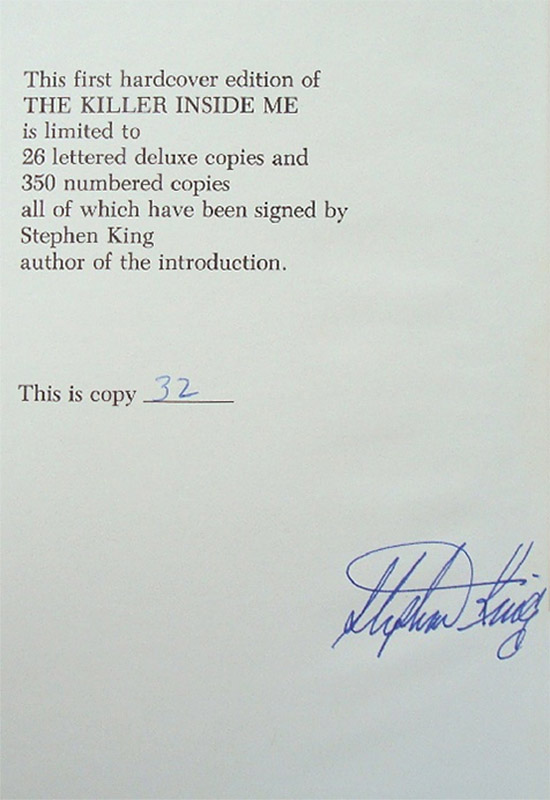 This first hardcover edition of
THE KILLER INSIDE ME
is limited to
26 lettered deluxe copies and
350 numbered copies
all of which have been signed by
Stephen King
author of the introduction.
This is copy 32
Stephen King